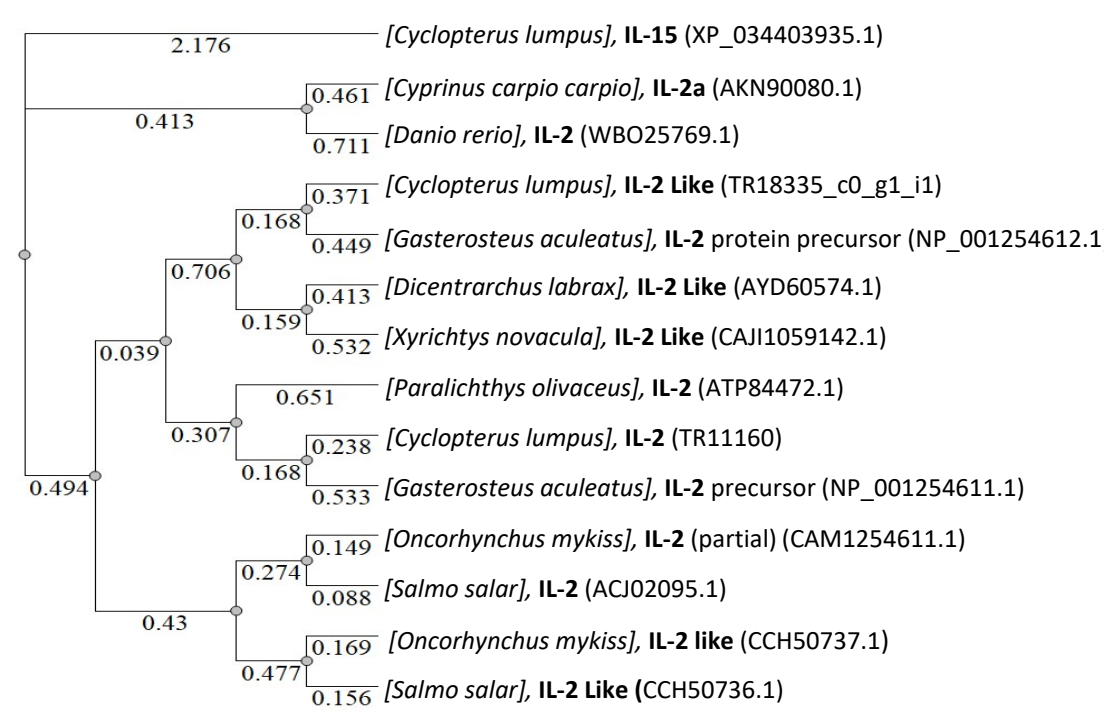 [Cyclopterus lumpus], IL-15 (XP_034403935.1)
2.176
0.461 [Cyprinus carpio carpio], IL-2a (AKN90080.1)
0.413
0.711 [Danio rerio], IL-2 (WBO25769.1)
0.371 [Cyclopterus lumpus], IL-2 Like (TR18335_c0_g1_i1)
0.168
0.449 [Gasterosteus aculeatus], IL-2 protein precursor (NP_001254612.1
0.706
0.413 [Dicentrarchus labrax], IL-2 Like (AYD60574.1)
0.159
0.532 [Xyrichtys novacula], IL-2 Like (CAJI1059142.1)
0.039
[Paralichthys olivaceus], IL-2 (ATP84472.1)
0.651
0.307
0.238 [Cyclopterus lumpus], IL-2 (TR11160)
0.168
0.533 [Gasterosteus aculeatus], IL-2 precursor (NP_001254611.1)
0.494
0.149 [Oncorhynchus mykiss], IL-2 (partial) (CAM1254611.1)
0.274
0.088 [Salmo salar], IL-2 (ACJ02095.1)
0.43
0.169 [Oncorhynchus mykiss], IL-2 like (CCH50737.1)
0.477
0.156 [Salmo salar], IL-2 Like (CCH50736.1)